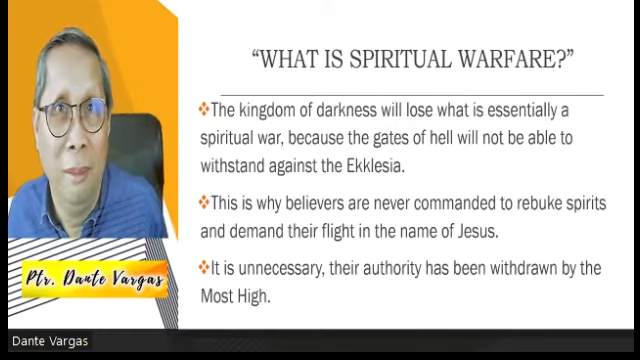 “WHAT IS SPIRITUAL WARFARE?”
❖The kingdom of darkness will lose what is essentially a
spiritual war, because the gates of hell will not be able to
withstand against the Ekklesia.
❖This is why believers are never commanded to rebuke spirits
and demand their flight in the name of Jesus.
❖It is unnecessary, their authority has been withdrawn by the
Most High.
Ptr. Dante Vargas
Dante Vargas